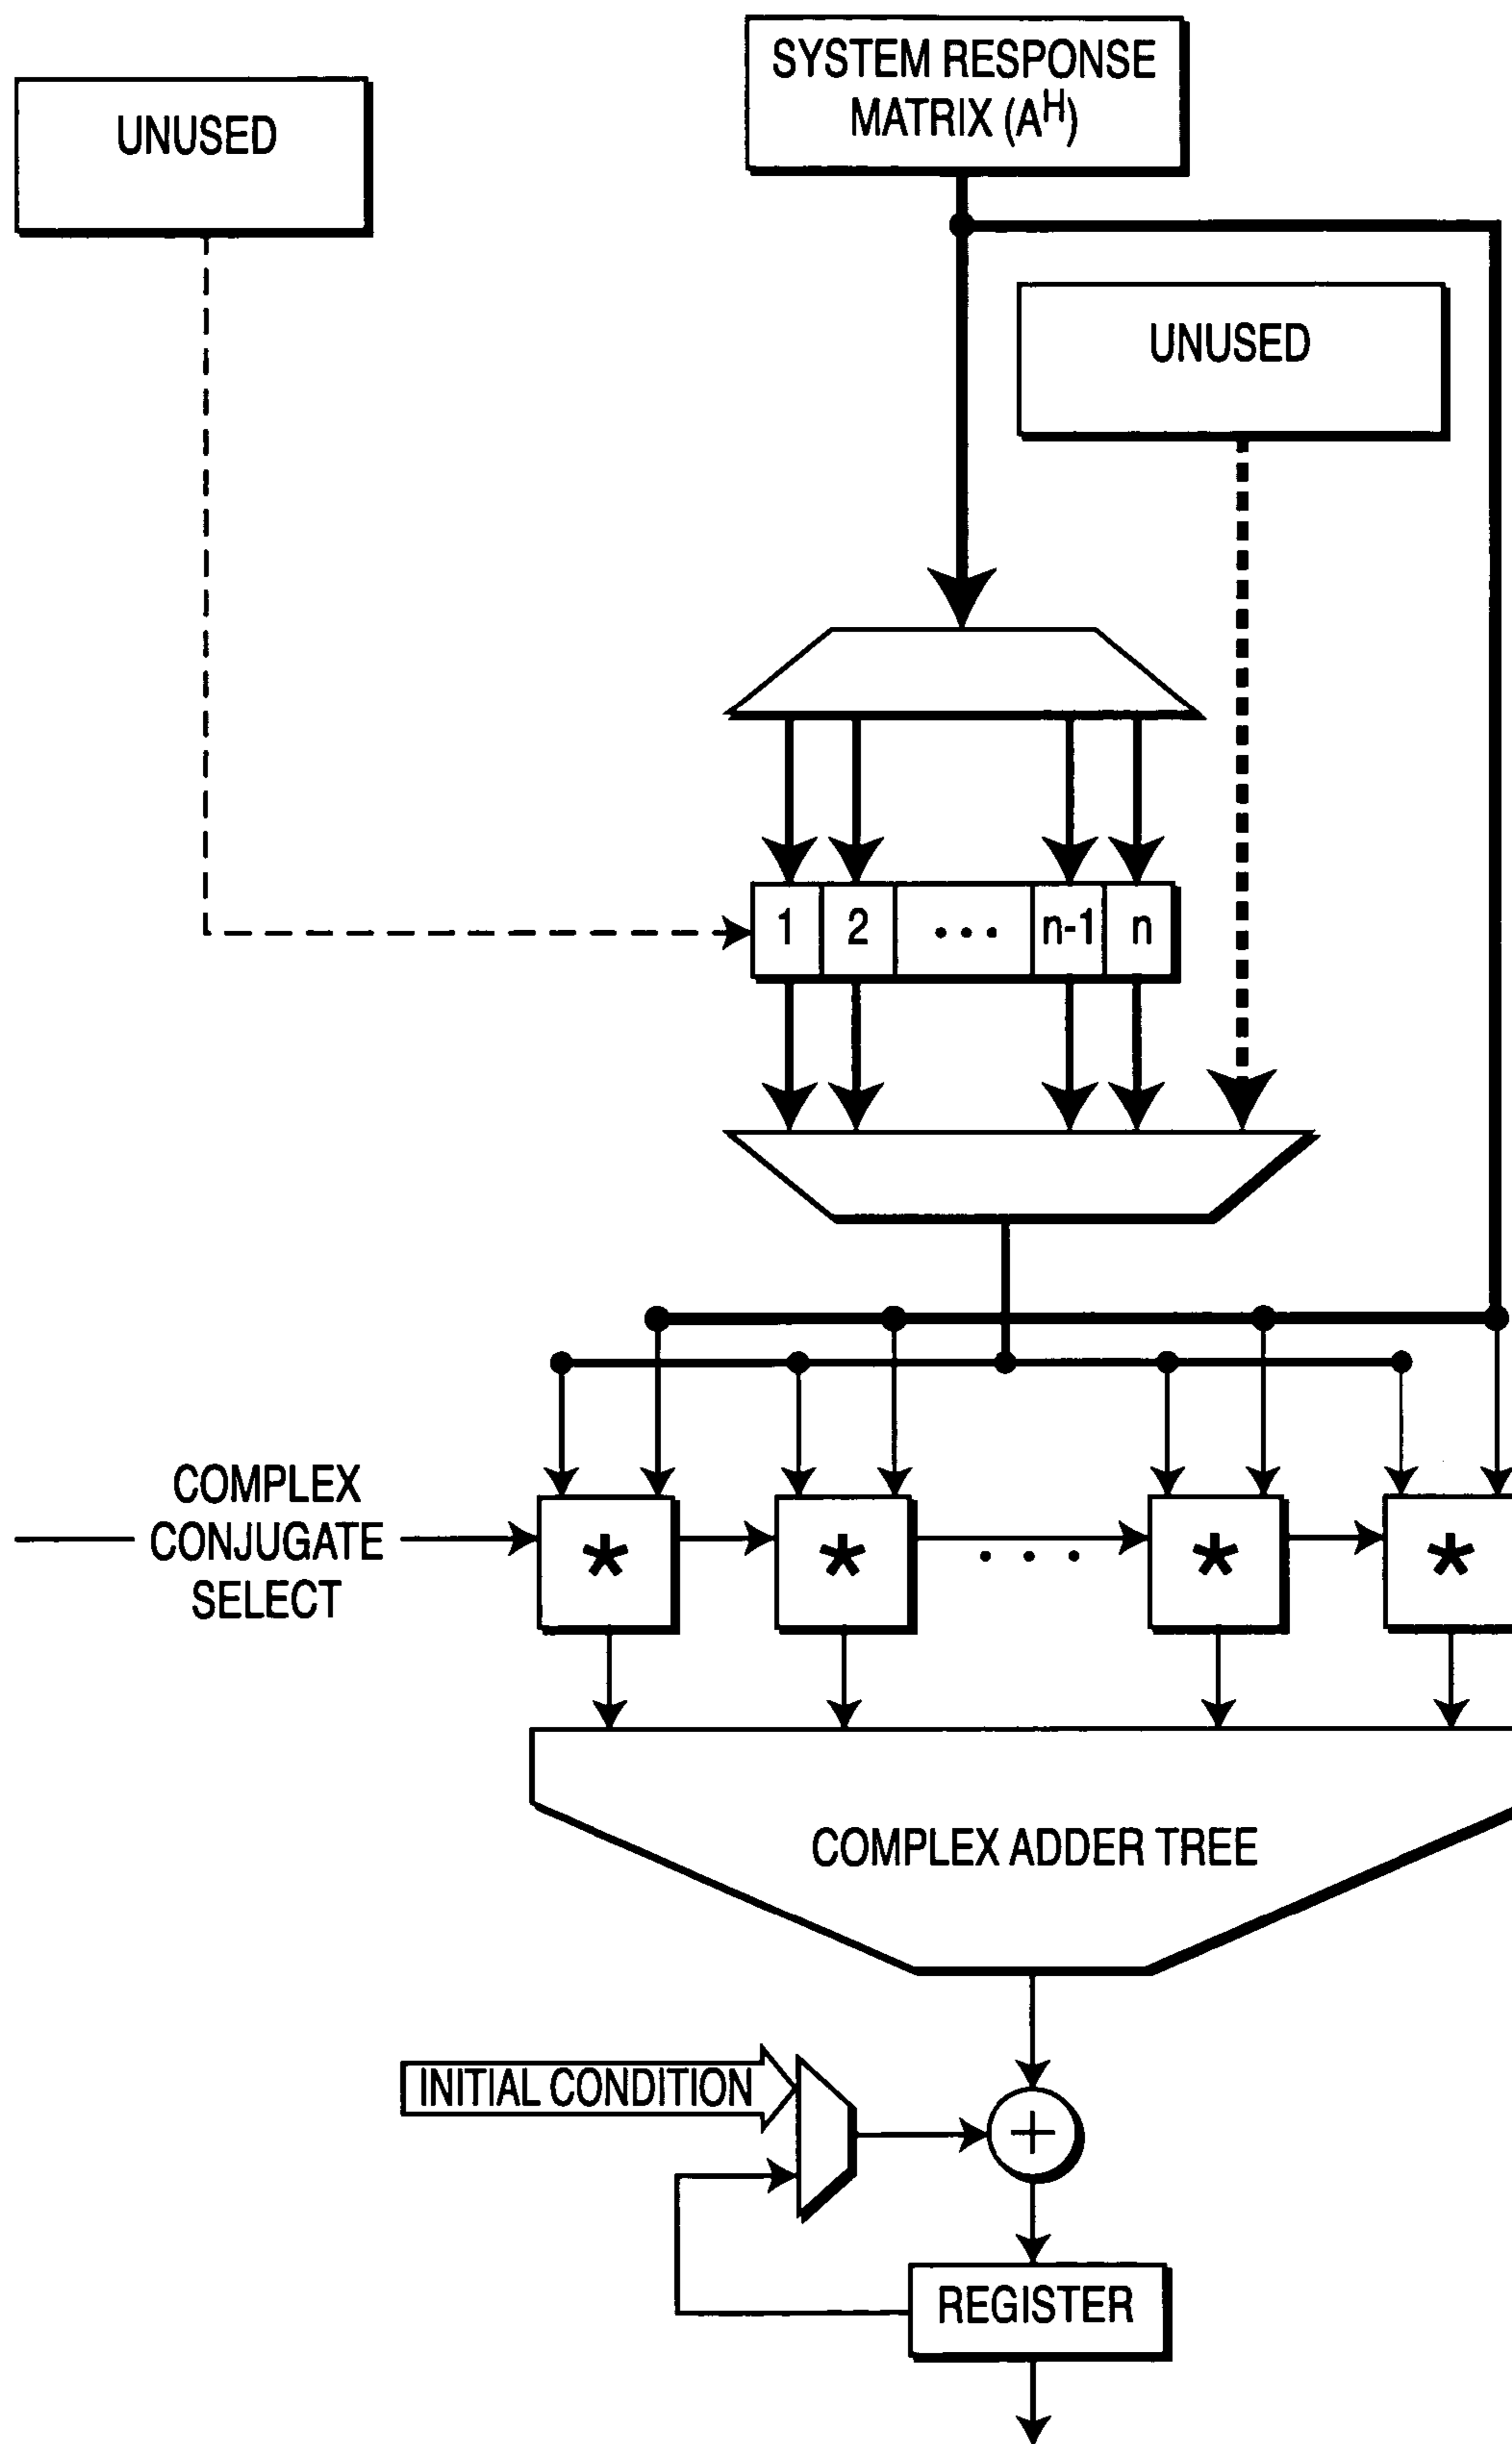 SYSTEM RESPONSE
MATRIX (A^H)
UNUSED
UNUSED
1 2 ... n-1 n
COMPLEX
CONJUGATE
SELECT
* * ... * *
COMPLEX ADDER TREE
INITIAL CONDITION
+
REGISTER